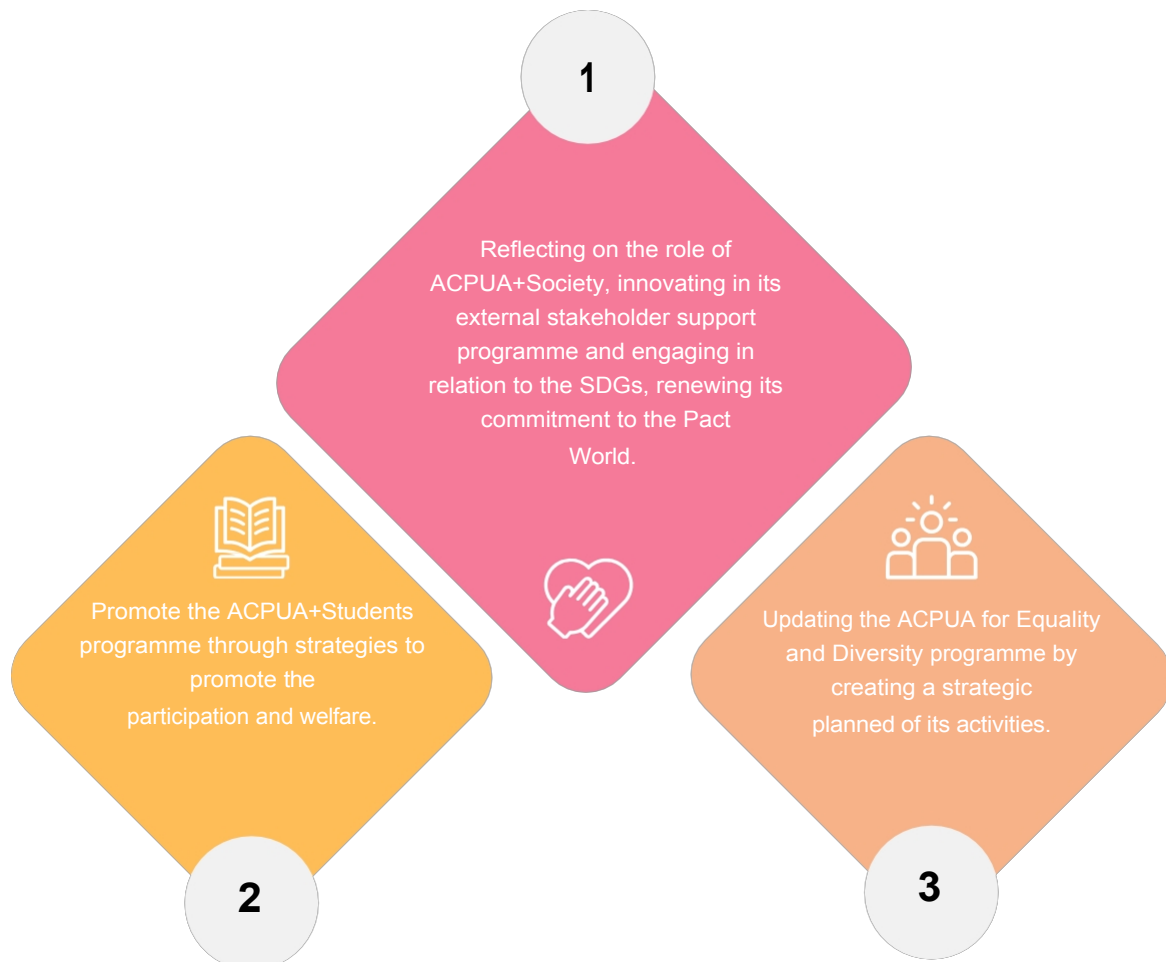 1
Reflecting on the role of
ACPUA+Society, innovating in its
external stakeholder support
programme and engaging in
relation to the SDGs, renewing its
commitment to the Pact
World.
Promote the ACPUA+Students
programme through strategies to
promote the
participation and welfare.
2
Updating the ACPUA for Equality
and Diversity programme by
creating a strategic
planned of its activities.
3